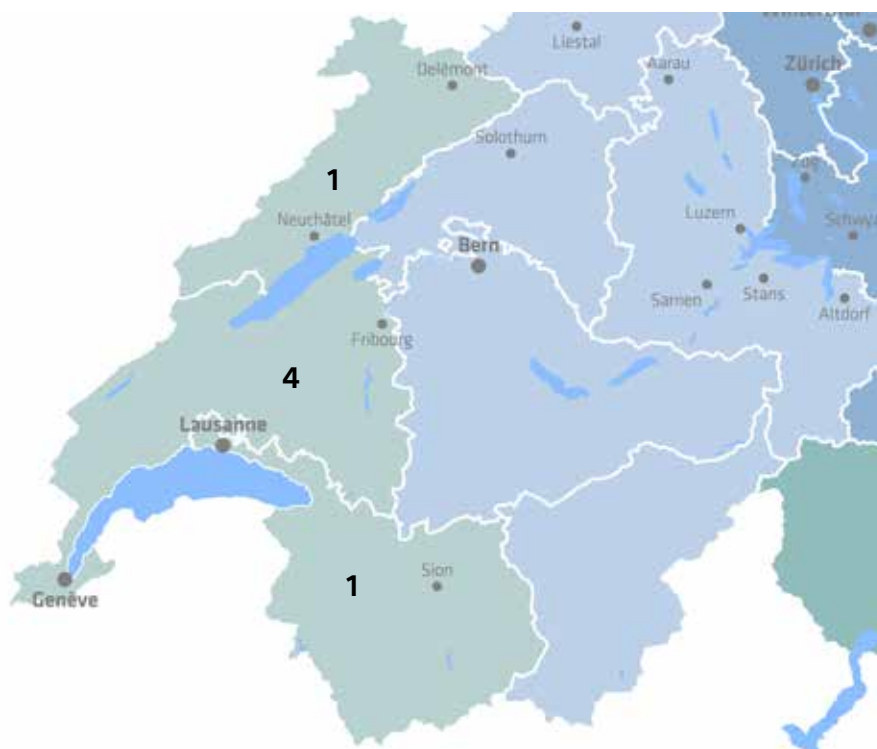 Liestal
Zürich
Aarau
Delémont
Solothurn
Zug
1
Neuchâtel
Luzern
Bern
Sarnen
Stans
Altdorf
Fribourg
4
Lausanne
1
Sion
Genève